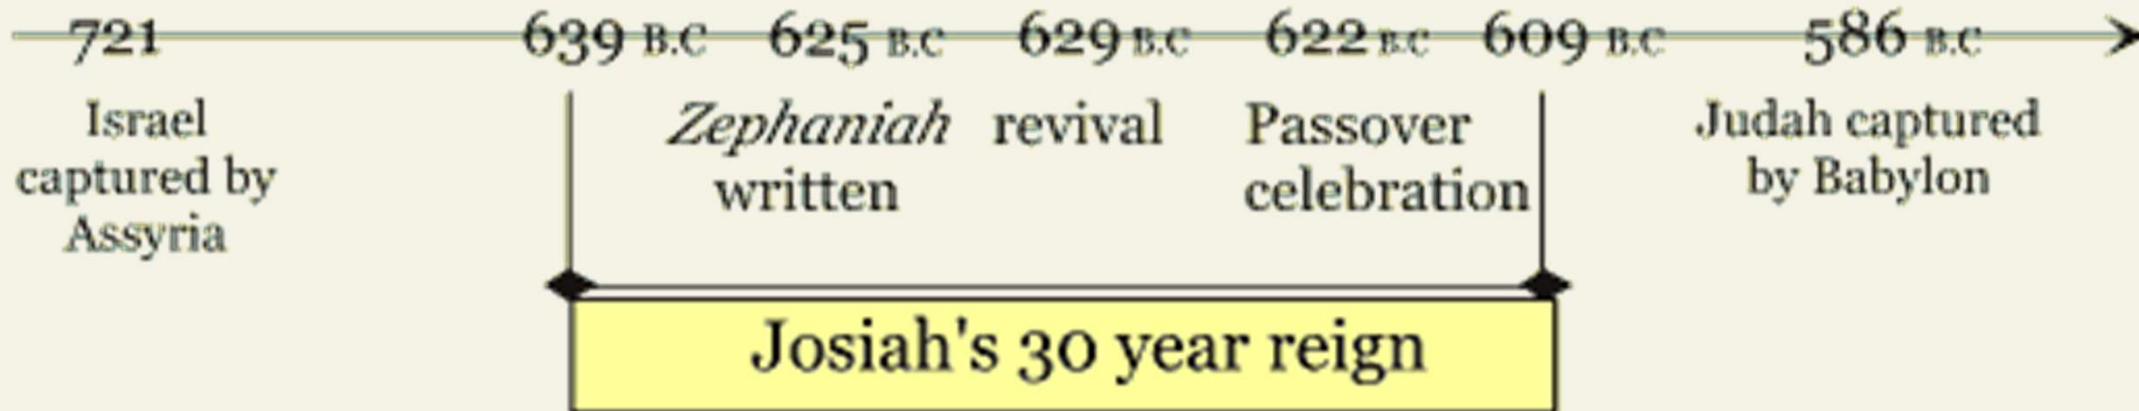 721 639 B.C 625 B.C 629 B.C 622 B.C 609 B.C 586 B.C
Israel
captured by
Assyria
Zephaniah
written
revival
Passover
celebration
Judah captured
by Babylon
Josiah's 30 year reign